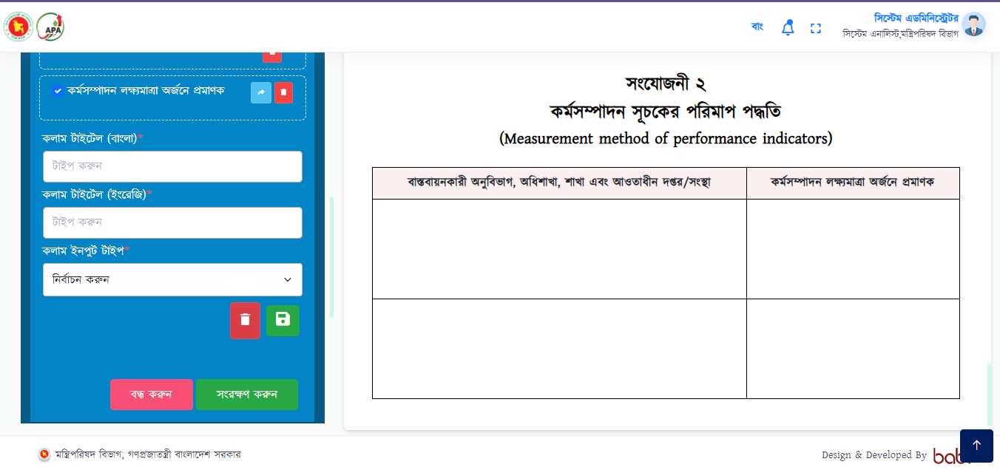 APA
বাং
সিস্টেম এডমিনিস্ট্রেটর
সিস্টেম এনালিস্ট,মন্ত্রিপরিষদ বিভাগ
কর্মসম্পাদন লক্ষ্যমাত্রা অর্জনে প্রমাণক
কলাম টাইটেল (বাংলা)*
টাইপ করুন
কলাম টাইটেল (ইংরেজি)*
টাইপ করুন
কলাম ইনপুট টাইপ*
নির্বাচন করুন
বন্ধ করুন
সংরক্ষণ করুন
সংযোজনী ২
কর্মসম্পাদন সূচকের পরিমাপ পদ্ধতি
(Measurement method of performance indicators)
বাস্তবায়নকারী অনুবিভাগ, অধিশাখা, শাখা এবং আওতাধীন দপ্তর/সংস্থা
কর্মসম্পাদন লক্ষ্যমাত্রা অর্জনে প্রমাণক
মন্ত্রিপরিষদ বিভাগ, গণপ্রজাতন্ত্রী বাংলাদেশ সরকার
Design & Developed By